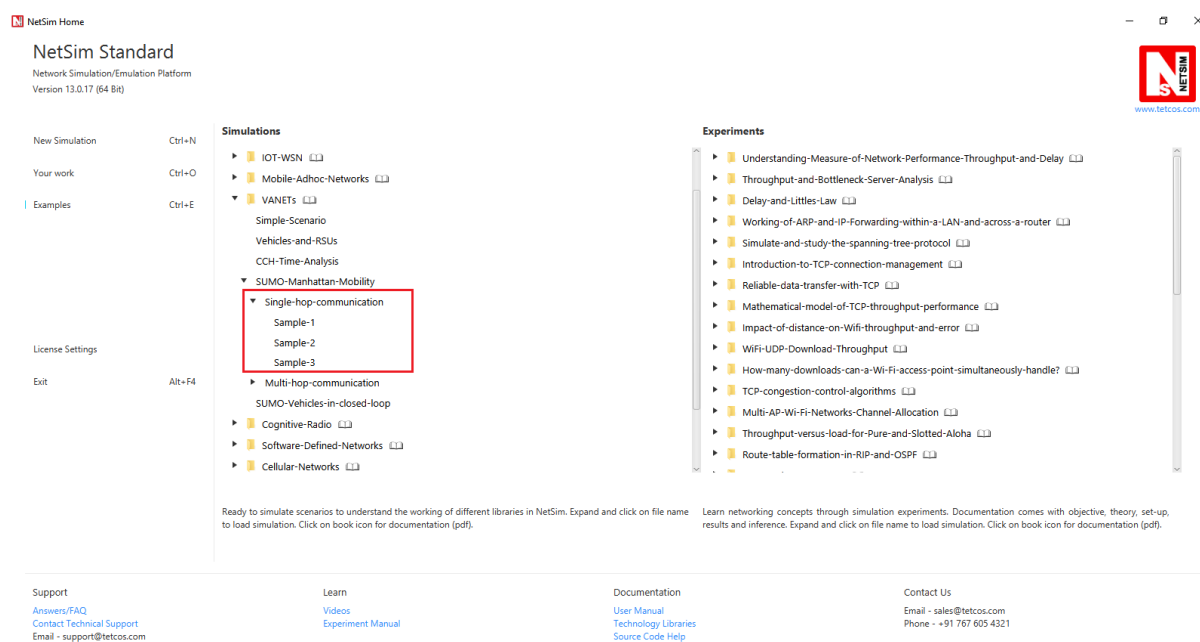 NetSim Home
NetSim Standard
Network Simulation/Emulation Platform
Version 13.0.17 (64 Bit)
NETSIM
www.tetcos.com
New Simulation Ctrl+N
Your work Ctrl+O
Examples Ctrl+E
License Settings
Exit Alt+F4
Simulations
IOT-WSN
Mobile-Adhoc-Networks
VANETs
Simple-Scenario
Vehicles-and-RSUs
CCH-Time-Analysis
SUMO-Manhattan-Mobility
Single-hop-communication
Sample-1
Sample-2
Sample-3
Multi-hop-communication
SUMO-Vehicles-in-closed-loop
Cognitive-Radio
Software-Defined-Networks
Cellular-Networks
Ready to simulate scenarios to understand the working of different libraries in NetSim. Expand and click on file name
to load simulation. Click on book icon for documentation (pdf).
Experiments
Understanding-Measure-of-Network-Performance-Throughput-and-Delay
Throughput-and-Bottleneck-Server-Analysis
Delay-and-Littles-Law
Working-of-ARP-and-IP-Forwarding-within-a-LAN-and-across-a-router
Simulate-and-study-the-spanning-tree-protocol
Introduction-to-TCP-connection-management
Reliable-data-transfer-with-TCP
Mathematical-model-of-TCP-throughput-performance
Impact-of-distance-on-Wifi-throughput-and-error
WiFi-UDP-Download-Throughput
How-many-downloads-can-a-Wi-Fi-access-point-simultaneously-handle?
TCP-congestion-control-algorithms
Multi-AP-Wi-Fi-Networks-Channel-Allocation
Throughput-versus-load-for-Pure-and-Slotted-Aloha
Route-table-formation-in-RIP-and-OSPF
Learn networking concepts through simulation experiments. Documentation comes with objective, theory, set-up,
results and inference. Expand and click on file name to load simulation. Click on book icon for documentation (pdf).
Support
Answers/FAQ
Contact Technical Support
Email - support@tetcos.com
Learn
Videos
Experiment Manual
Documentation
User Manual
Technology Libraries
Source Code Help
Contact Us
Email - sales@tetcos.com
Phone - +91 767 605 4321